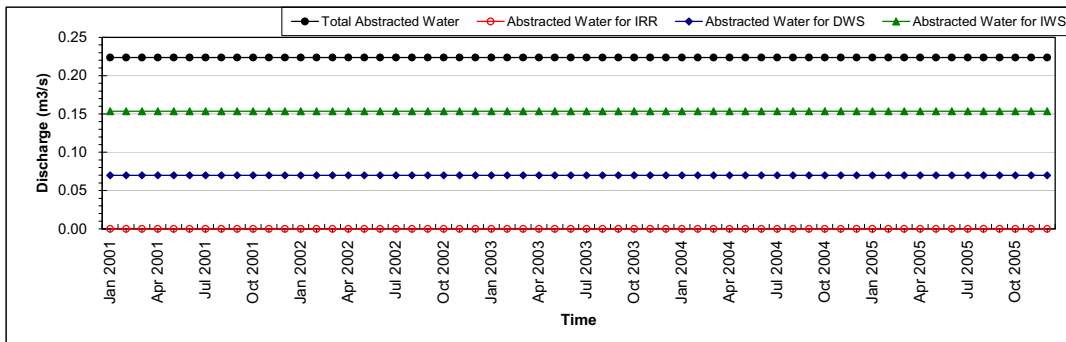 Total Abstracted Water Abstracted Water for IRR Abstracted Water for DWS Abstracted Water for IWS
0.25
0.20
0.15
0.10
0.05
0.00
Discharge (m3/s)
Jan 2001
Apr 2001
Jul 2001
Oct 2001
Jan 2002
Apr 2002
Jul 2002
Oct 2002
Jan 2003
Apr 2003
Jul 2003
Oct 2003
Jan 2004
Apr 2004
Jul 2004
Oct 2004
Jan 2005
Apr 2005
Jul 2005
Oct 2005
Time